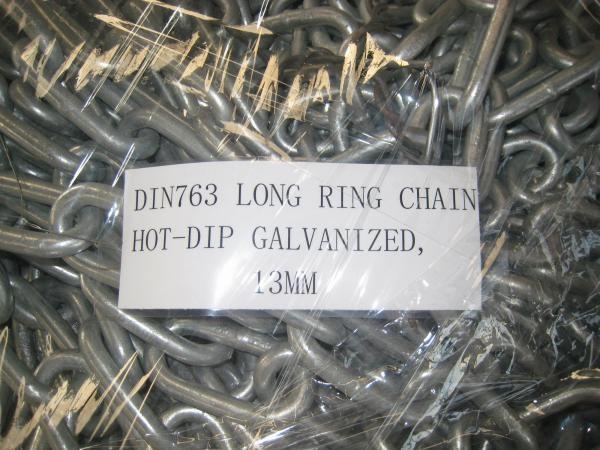 DIN763 LONG RING CHAIN
HOT-DIP GALVANIZED,
13MM